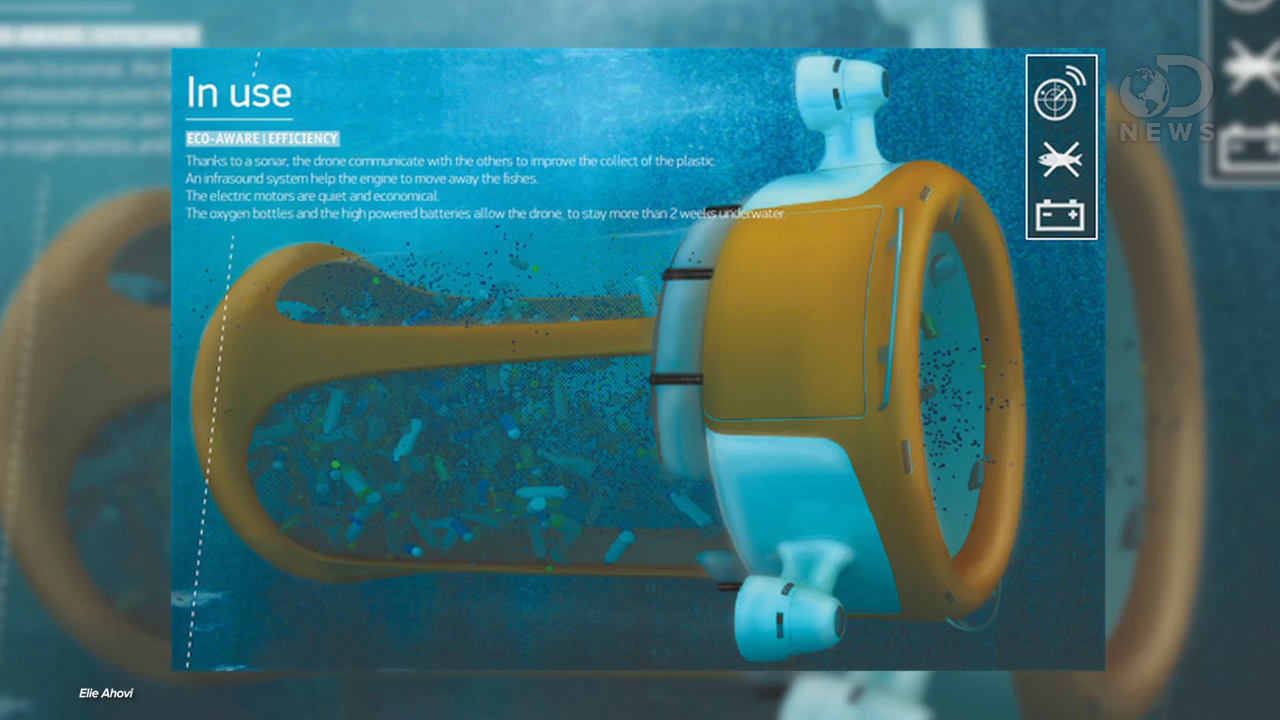 In use
ECO-AWARE | EFFICIENCY
Thanks to a sonar, the drone communicate with the others to improve the collect of the plastic.
An infrasound system help the engine to move away the fishes.
The electric motors are quiet and economical.
The oxygen bottles and the high powered batteries allow the drone, to stay more than 2 weeks underwater.
D
NEWS
Elie Ahovi